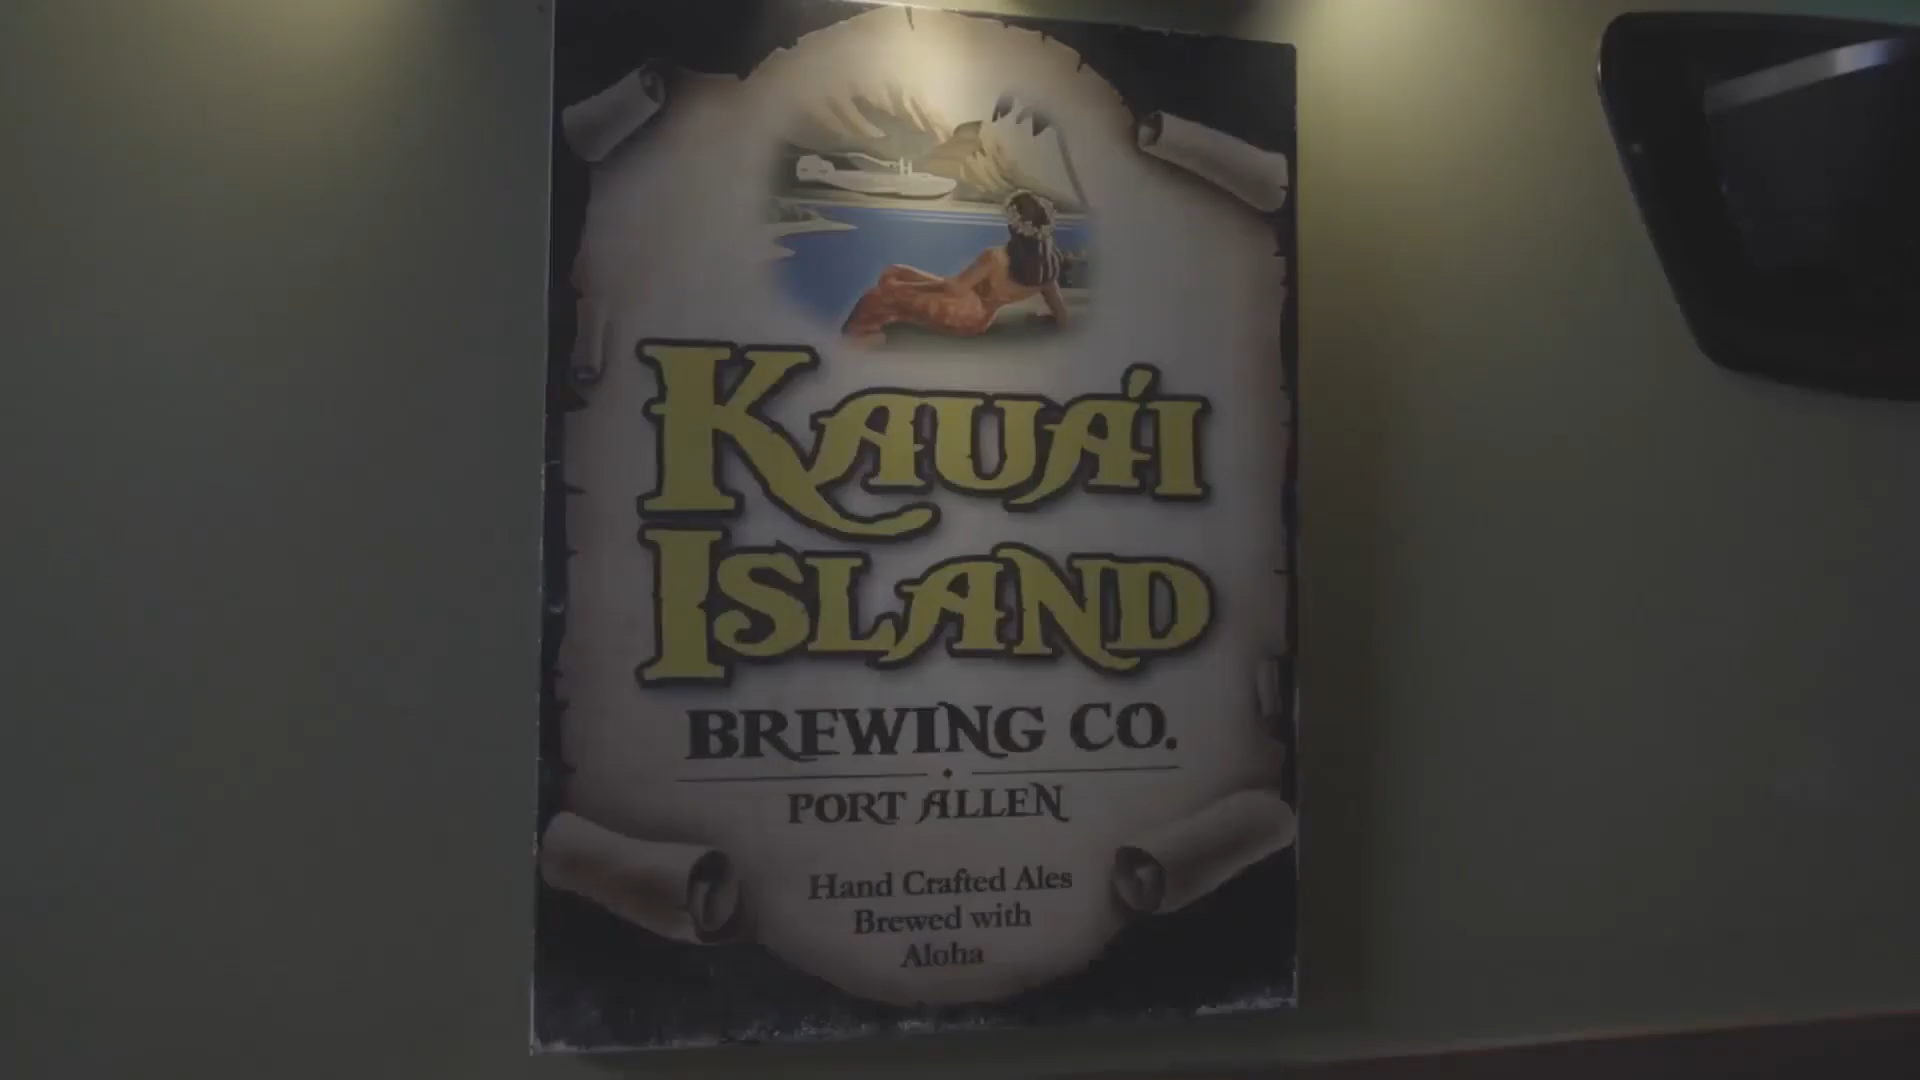 KAUA'I
ISLAND
BREWING CO.
PORT ALLEN
Hand Crafted Ales
Brewed with
Aloha